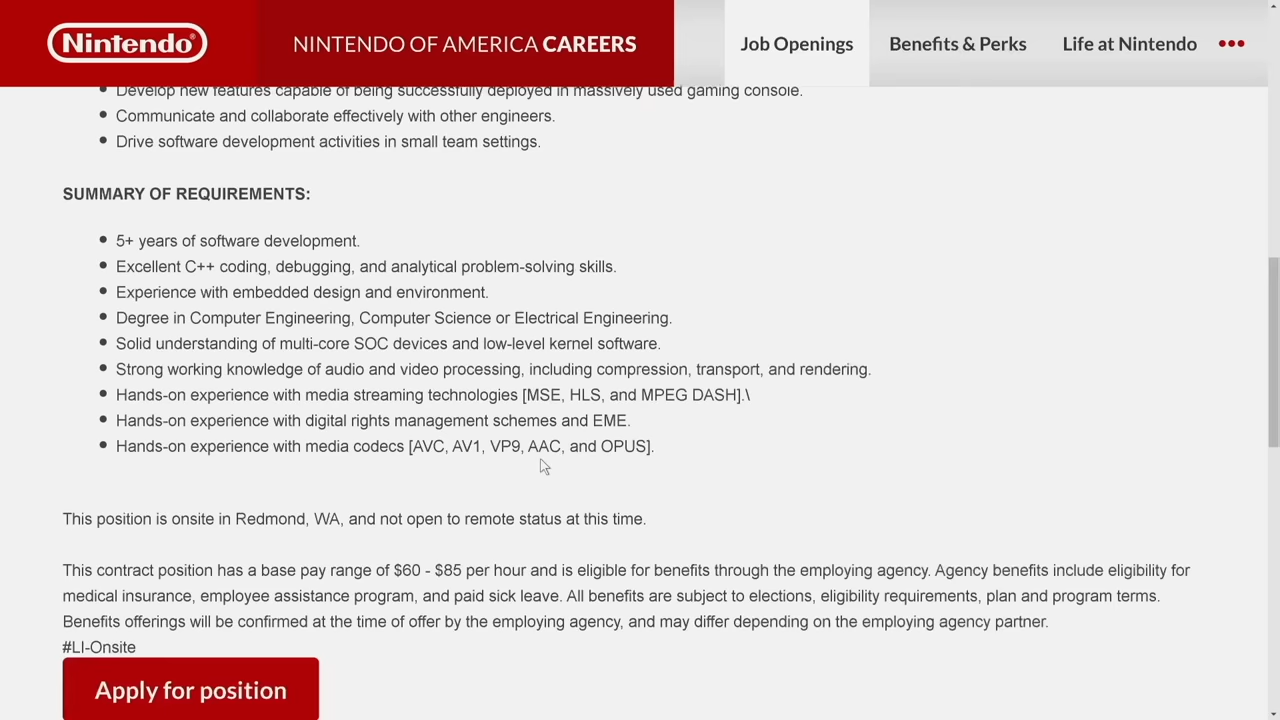 Nintendo®
NINTENDO OF AMERICA CAREERS
Job Openings
Benefits & Perks
Life at Nintendo
Develop new features capable of being successfully deployed in massively used gaming console.
Communicate and collaborate effectively with other engineers.
Drive software development activities in small team settings.
SUMMARY OF REQUIREMENTS:
5+ years of software development.
Excellent C++ coding, debugging, and analytical problem-solving skills.
Experience with embedded design and environment.
Degree in Computer Engineering, Computer Science or Electrical Engineering.
Solid understanding of multi-core SOC devices and low-level kernel software.
Strong working knowledge of audio and video processing, including compression, transport, and rendering.
Hands-on experience with media streaming technologies [MSE, HLS, and MPEG DASH].\
Hands-on experience with digital rights management schemes and EME.
Hands-on experience with media codecs [AVC, AV1, VP9, AAC, and OPUS].
This position is onsite in Redmond, WA, and not open to remote status at this time.
This contract position has a base pay range of $60 - $85 per hour and is eligible for benefits through the employing agency. Agency benefits include eligibility for
medical insurance, employee assistance program, and paid sick leave. All benefits are subject to elections, eligibility requirements, plan and program terms.
Benefits offerings will be confirmed at the time of offer by the employing agency, and may differ depending on the employing agency partner.
#LI-Onsite
Apply for position